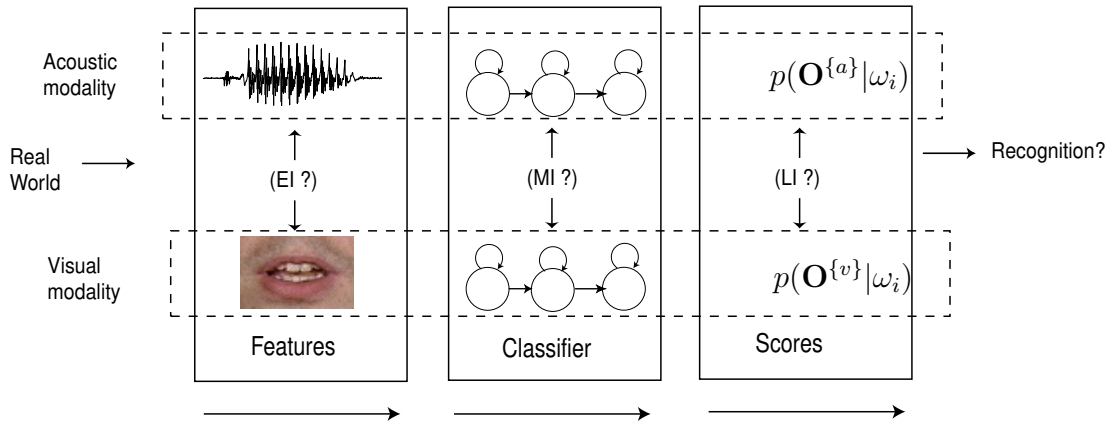 Acoustic
modality
p(𝐎^{a}|ω_i)
Real
World
(EI ?)
(MI ?)
(LI ?)
Recognition?
Visual
modality
p(𝐎^{v}|ω_i)
Features
Classifier
Scores